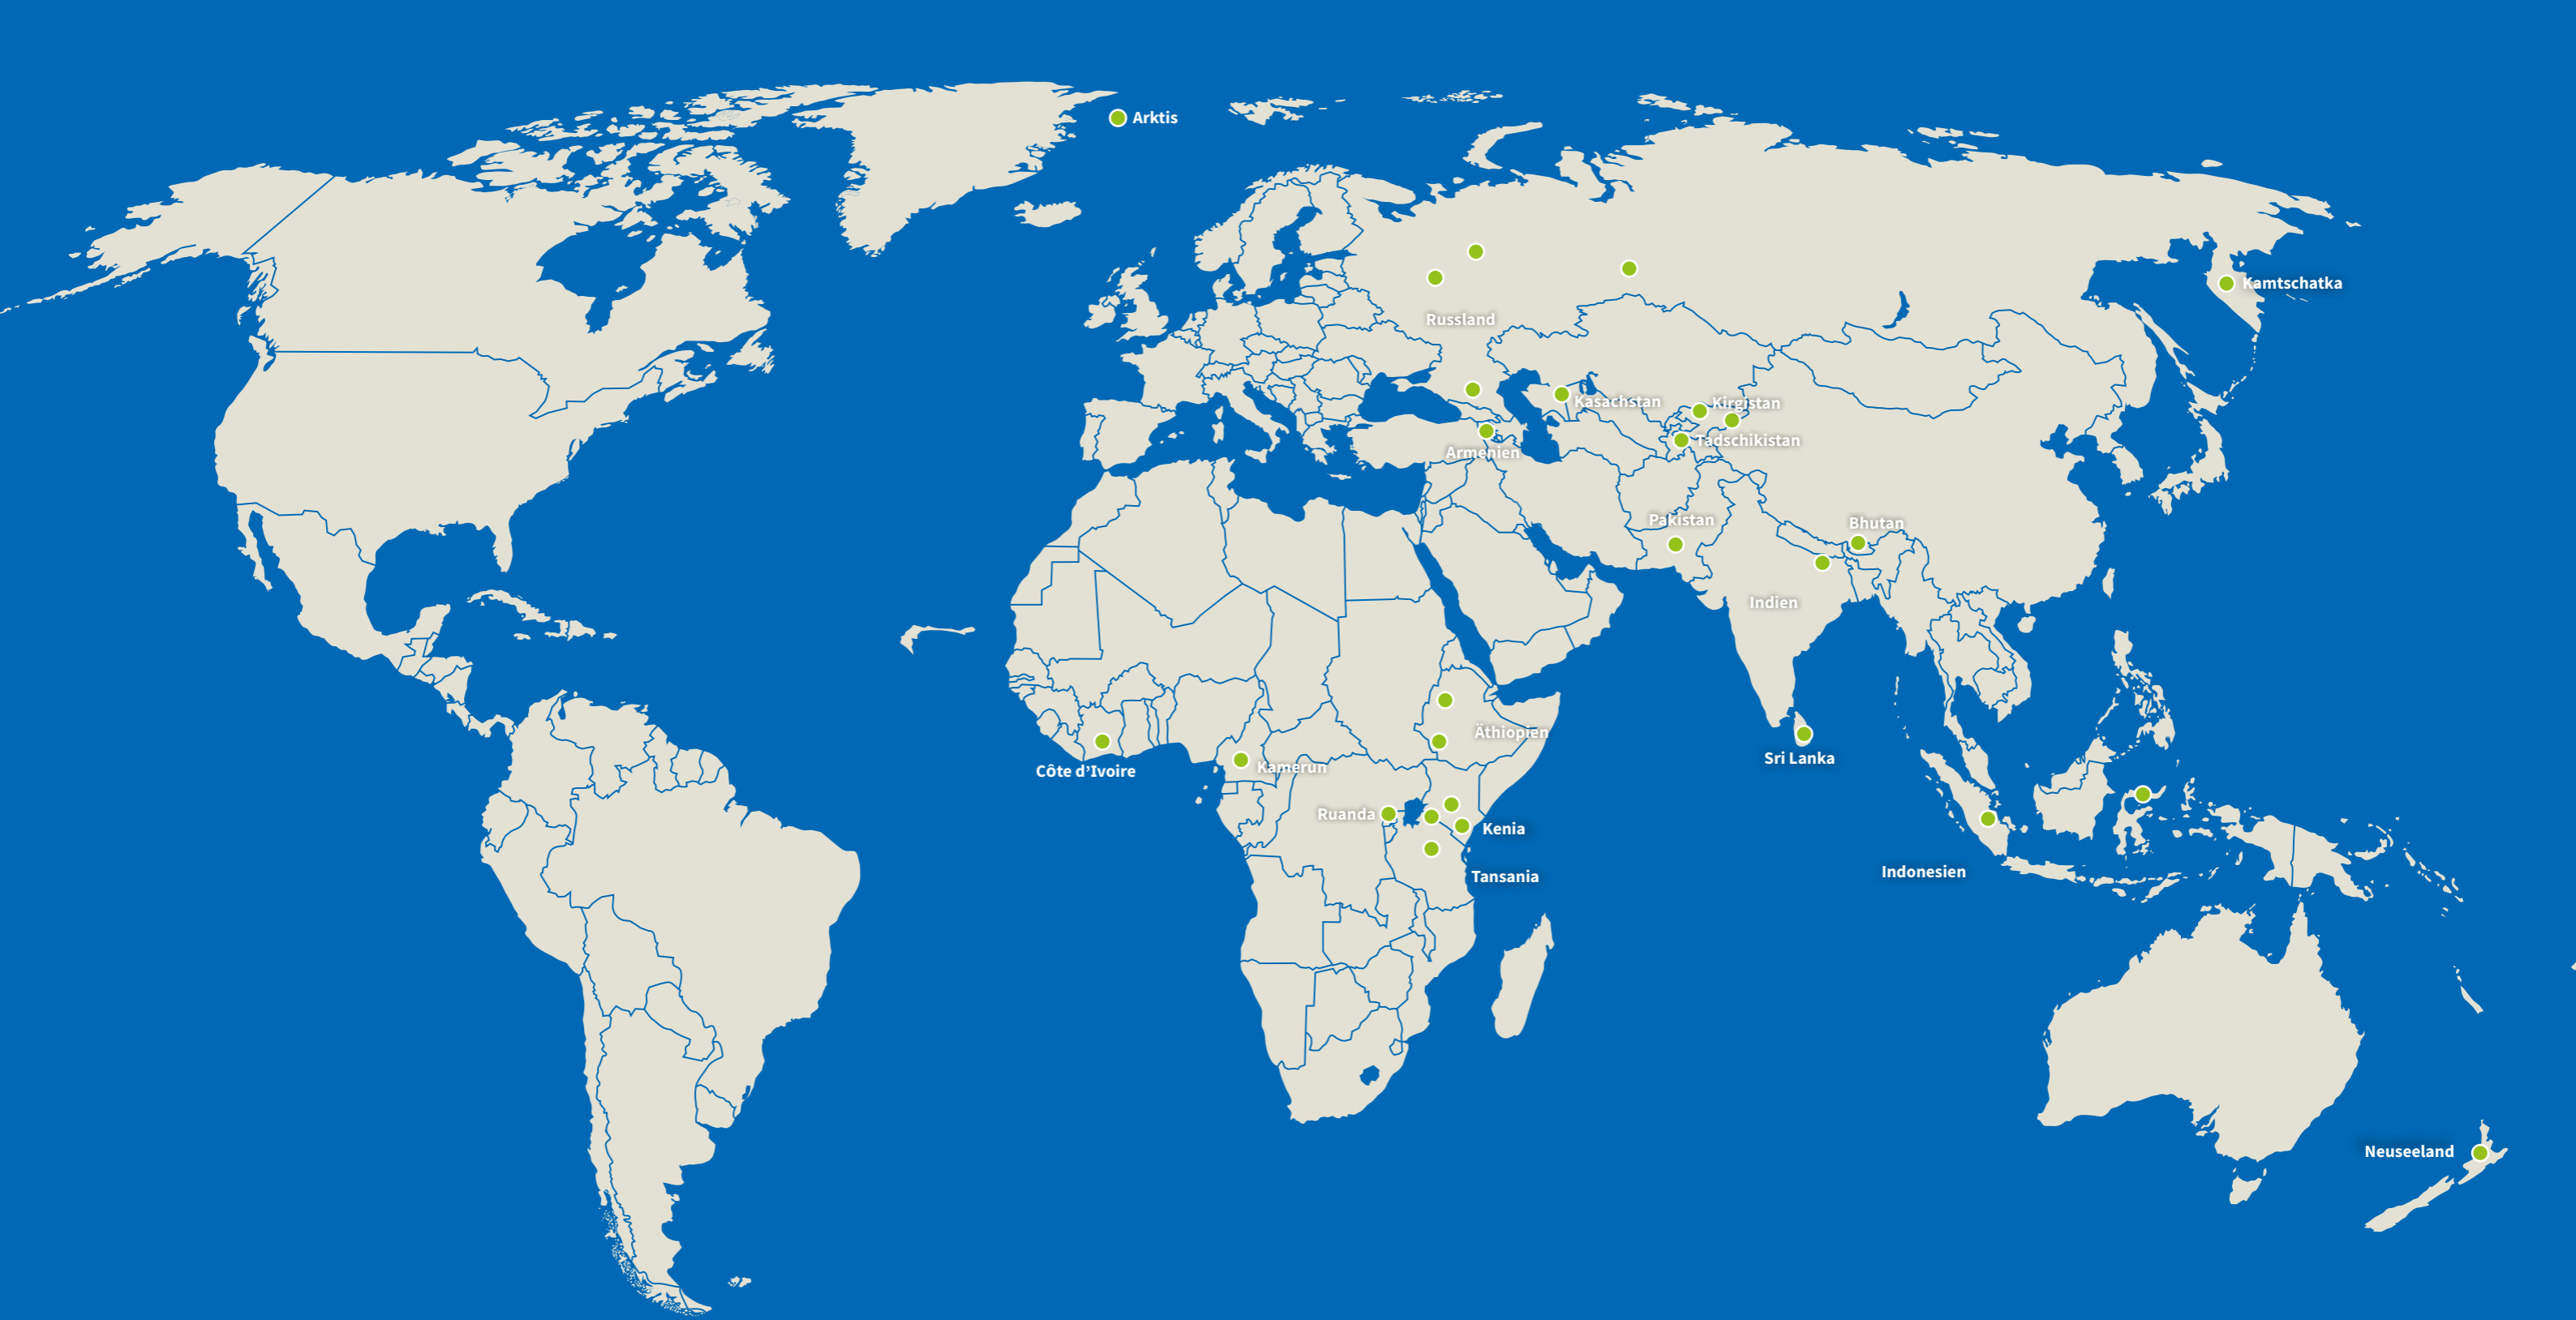 Arktis
Kamtschatka
Russland
Kasachstan
Kirgistan
Tadschikistan
Armenien
Pakistan
Bhutan
Indien
Äthiopien
Sri Lanka
Kamerun
Côte d’Ivoire
Ruanda
Kenia
Indonesien
Tansania
Neuseeland